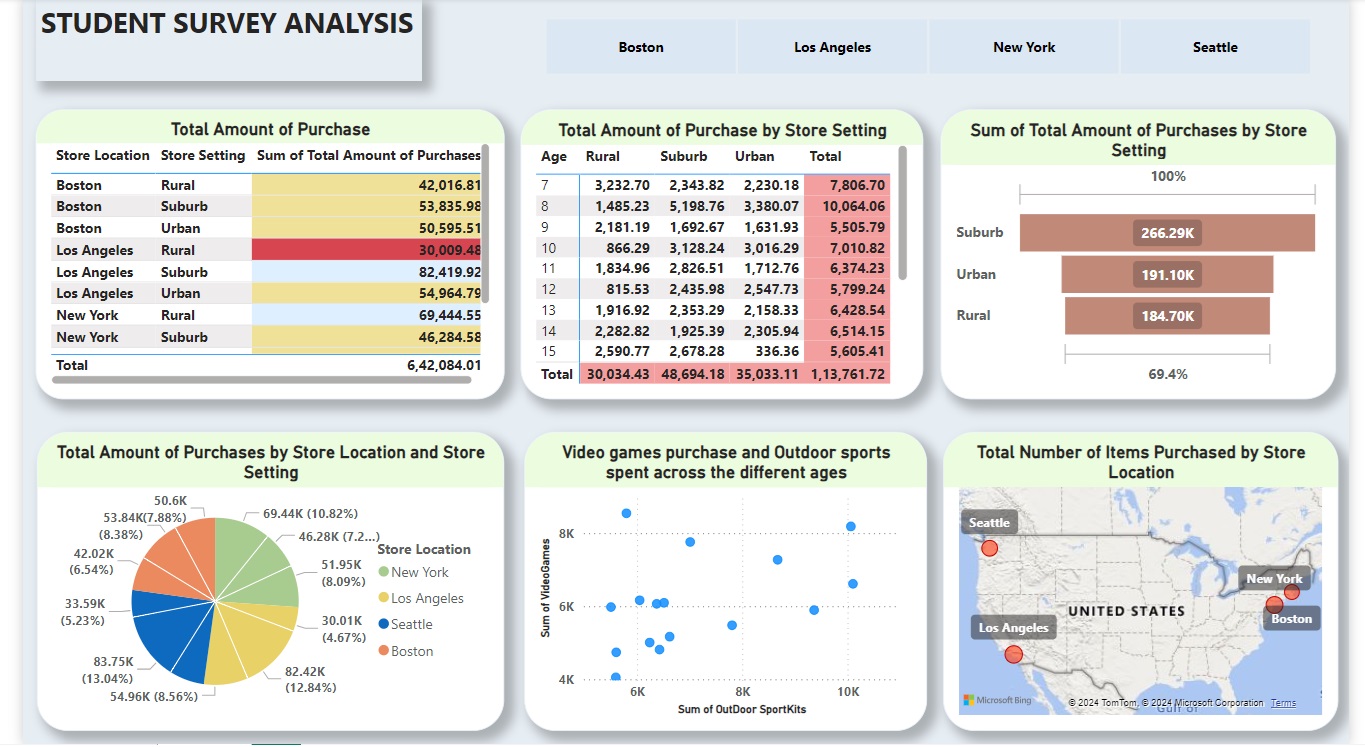 STUDENT SURVEY ANALYSIS
Boston Los Angeles New York Seattle
Total Amount of Purchase
Store Location Store Setting Sum of Total Amount of Purchases
Boston Rural 42,016.81
Boston Suburb 53,835.98
Boston Urban 50,595.51
Los Angeles Rural 30,009.48
Los Angeles Suburb 82,419.92
Los Angeles Urban 54,964.79
New York Rural 69,444.55
New York Suburb 46,284.58
Total 6,42,084.01
Total Amount of Purchase by Store Setting
Age Rural Suburb Urban Total
7 3,232.70 2,343.82 2,230.18 7,806.70
8 1,485.23 5,198.76 3,380.07 10,064.06
9 2,181.19 1,692.67 1,631.93 5,505.79
10 866.29 3,128.24 3,016.29 7,010.82
11 1,834.96 2,826.51 1,712.76 6,374.23
12 815.53 2,435.98 2,547.73 5,799.24
13 1,916.92 2,353.29 2,158.33 6,428.54
14 2,282.82 1,925.39 2,305.94 6,514.15
15 2,590.77 2,678.28 336.36 5,605.41
Total 30,034.43 48,694.18 35,033.11 1,13,761.72
Sum of Total Amount of Purchases by Store
Setting
100%
Suburb 266.29K
Urban 191.10K
Rural 184.70K
69.4%
Total Amount of Purchases by Store Location and Store
Setting
50.6K
(7.88%)
53.84K
(8.38%)
42.02K
(6.54%)
33.59K
(5.23%)
83.75K
(13.04%)
54.96K (8.56%)
69.44K (10.82%)
46.28K (7.2...)
51.95K
(8.09%)
30.01K
(4.67%)
82.42K
(12.84%)
Store Location
New York
Los Angeles
Seattle
Boston
Video games purchase and Outdoor sports
spent across the different ages
Sum of VideoGames
8K
6K
4K
6K 8K 10K
Sum of OutDoor SportKits
Total Number of Items Purchased by Store
Location
Seattle
New York
UNITED STATES
Boston
Los Angeles
Microsoft Bing
© 2024 TomTom, © 2024 Microsoft Corporation Terms
Gulf of